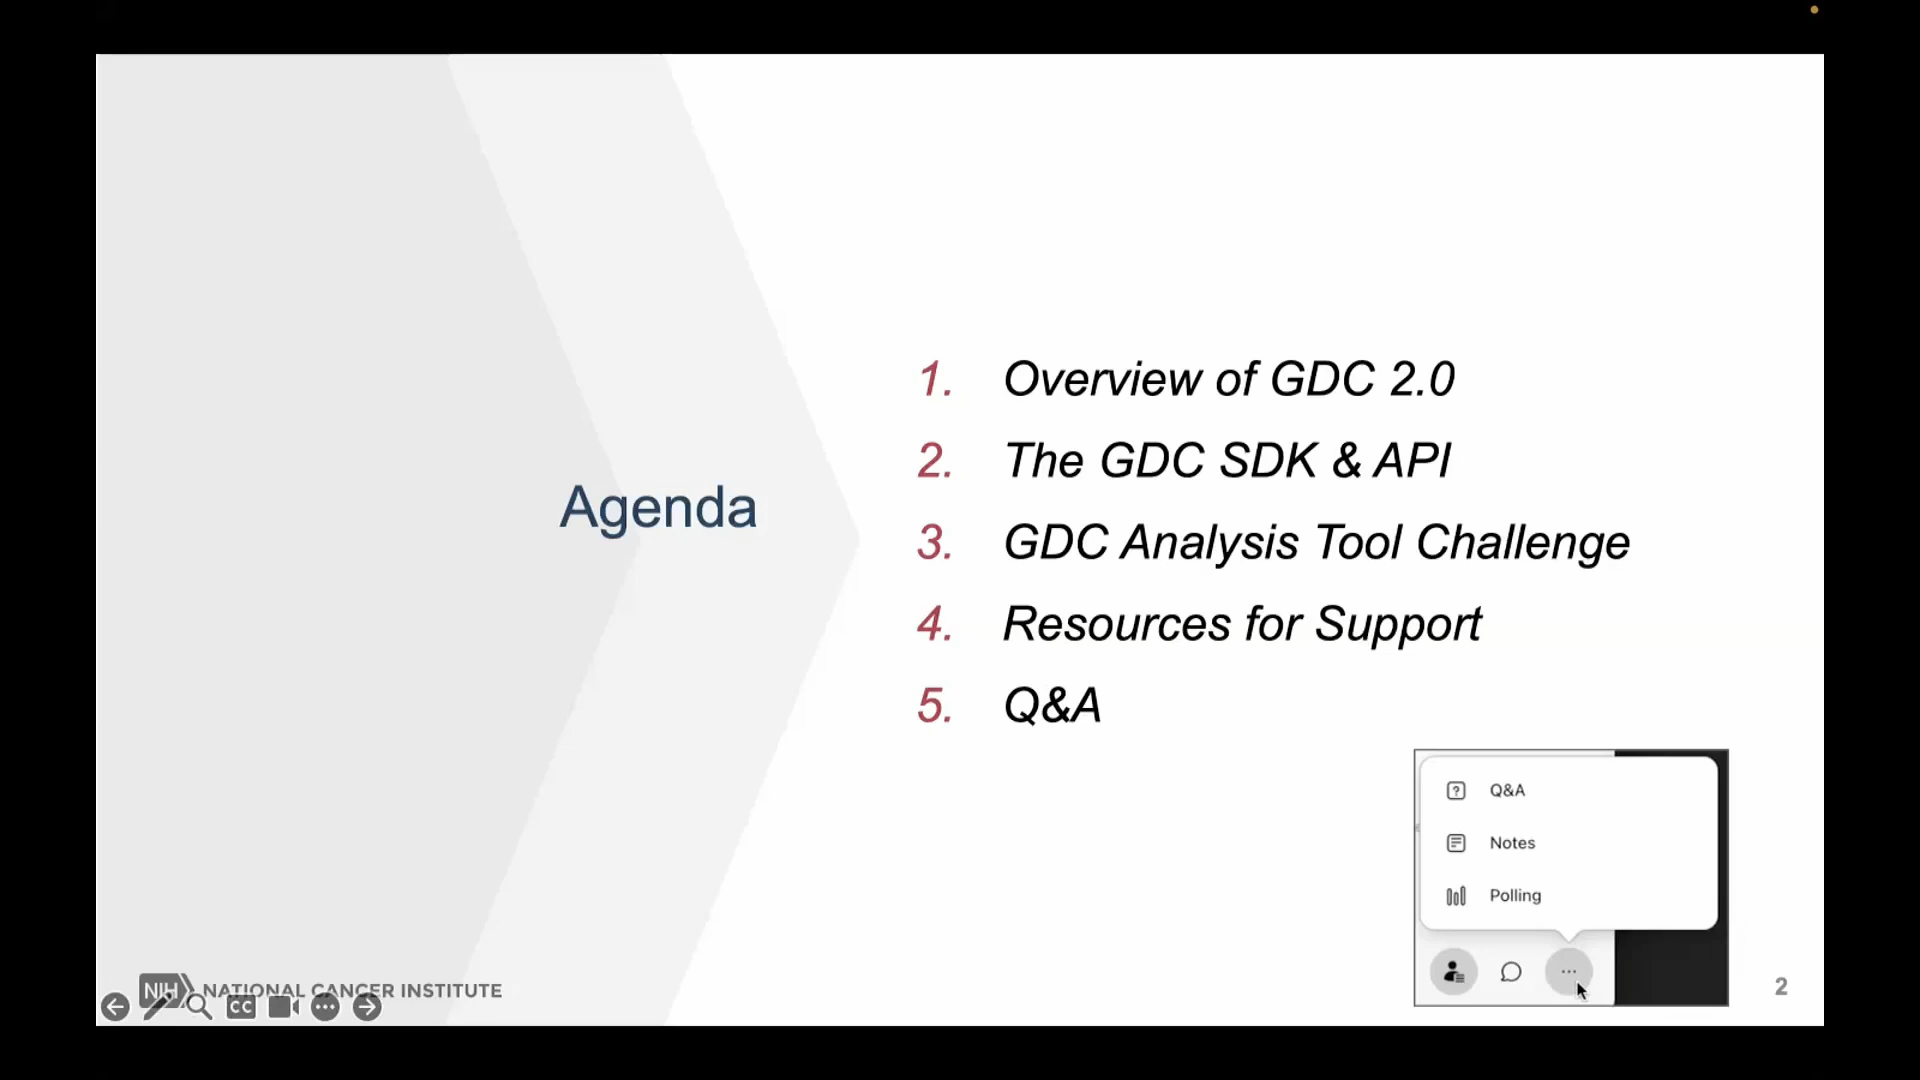 Agenda
1. Overview of GDC 2.0
2. The GDC SDK & API
3. GDC Analysis Tool Challenge
4. Resources for Support
5. Q&A
Q&A
Notes
Polling
NIH NATIONAL CANCER INSTITUTE
CC
2